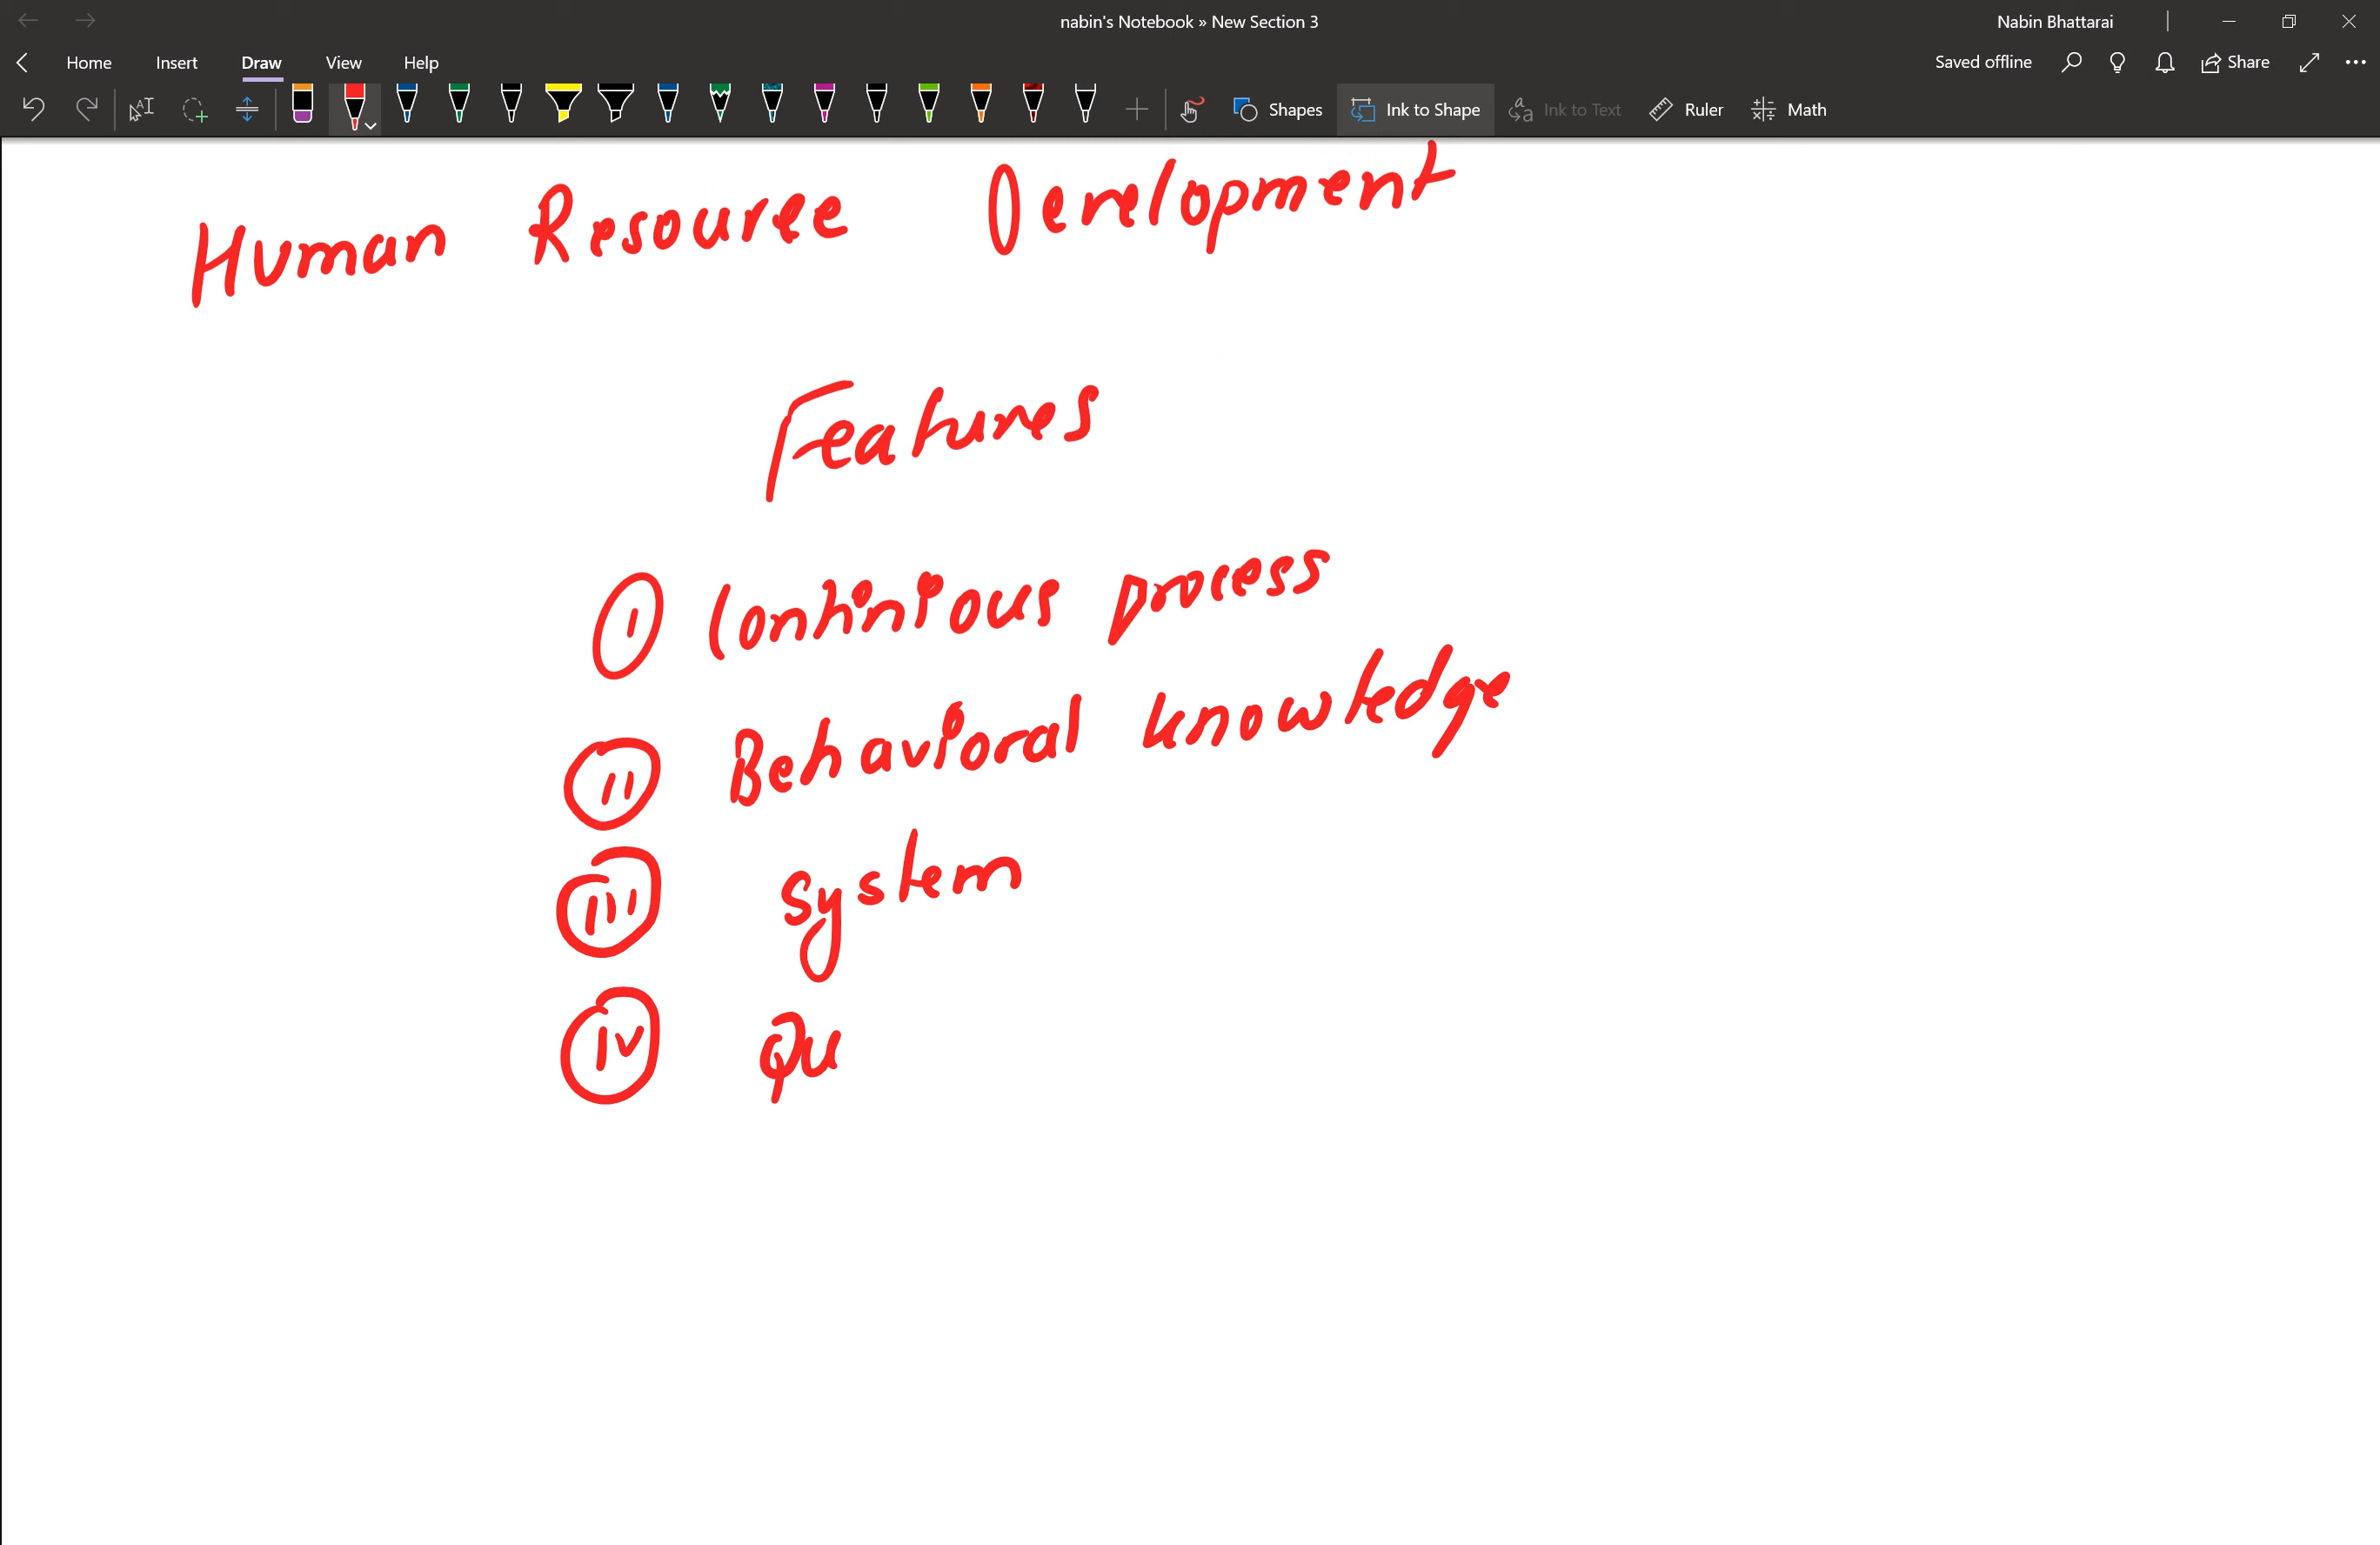 nabin's Notebook » New Section 3
Nabin Bhattarai
Home Insert Draw View Help
Saved offline
Share
Shapes Ink to Shape Ink to Text Ruler Math
Human Resource Development
Features
I Continious process
II Behavioral knowledge
III System
IV Qu